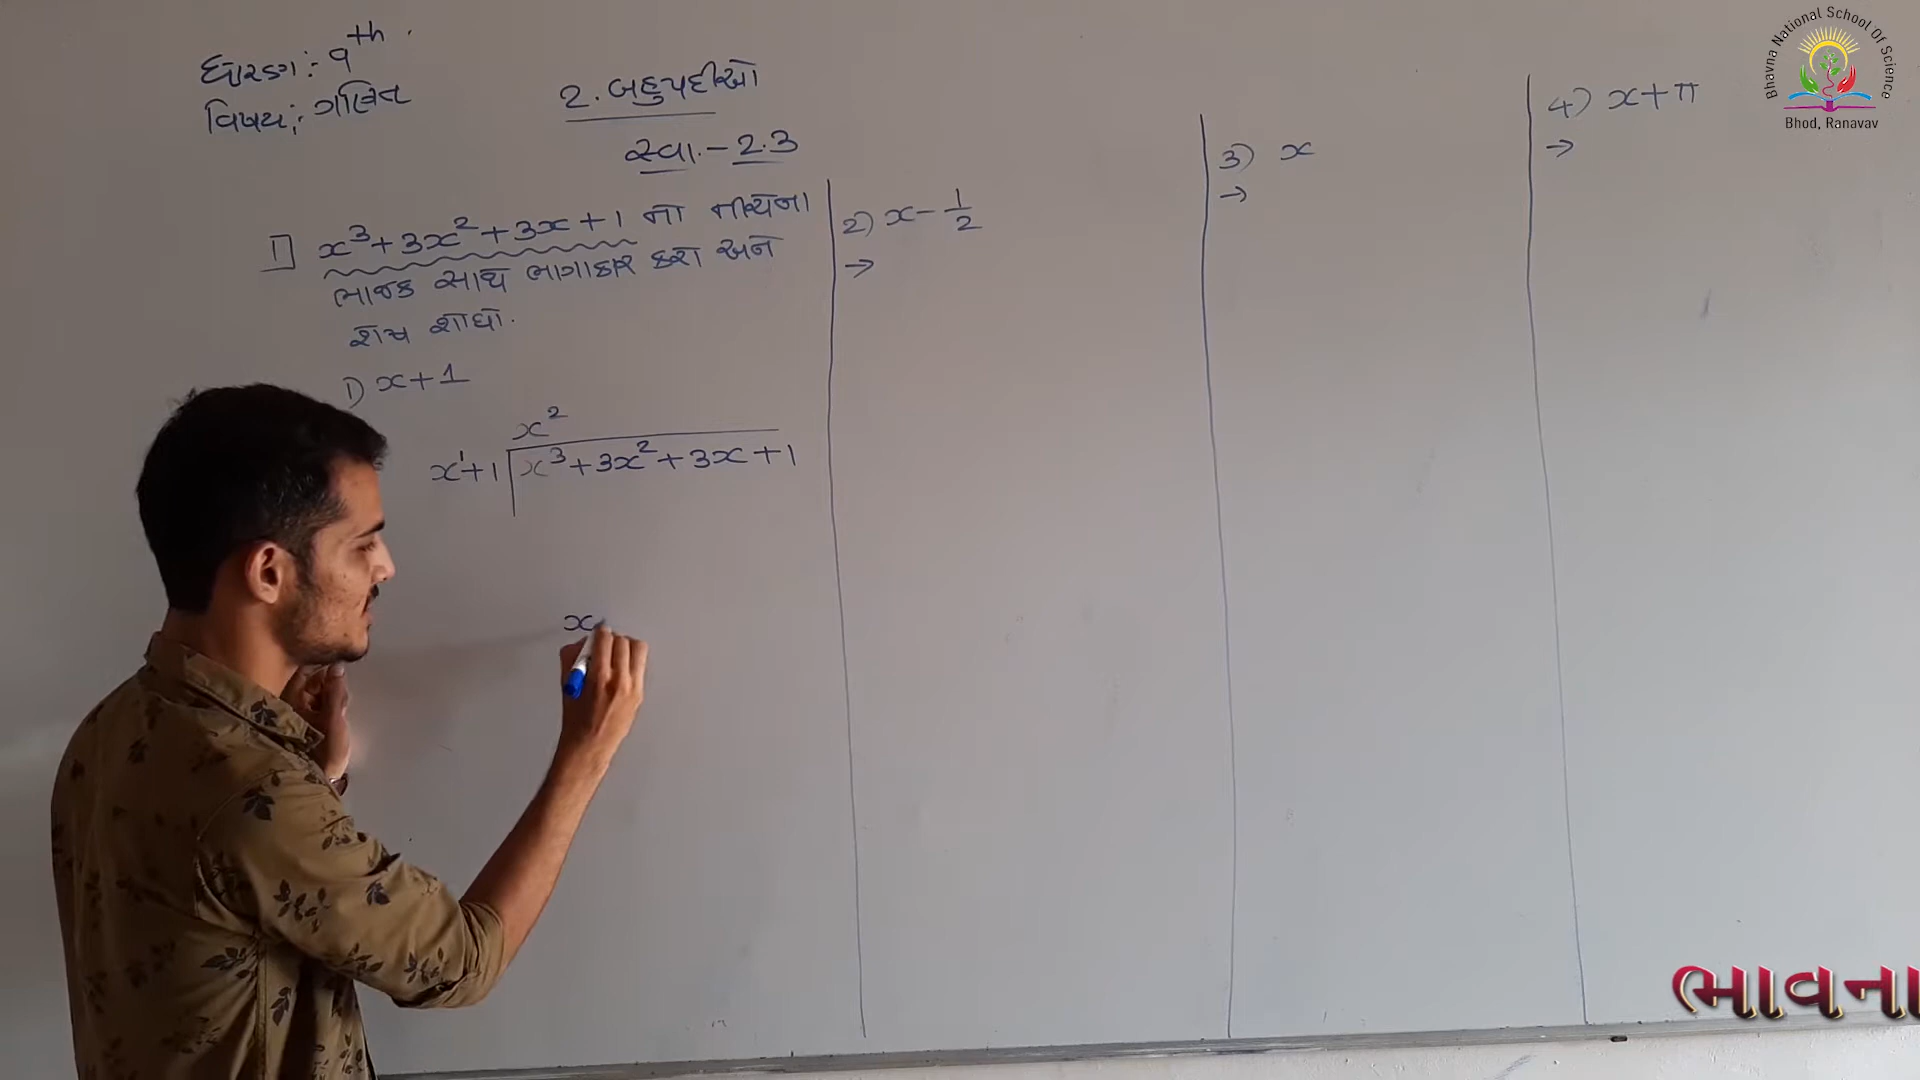 ધોરણ:- 9th.
વિષય:- ગણિત
2. બહુપદીઓ
સ્વા.- 2.3
1] x³+3x²+3x+1 ના નીચેના
ભાજક સાથે ભાગાકાર કરો અને
શેષ શોધો.
1) x+1
x²
x¹+1 x³+3x²+3x+1
x
2) x-1/2
→
3) x
→
4) x+π
→
Bhavna National School Of Science
Bhod, Ranavav
ભાવના